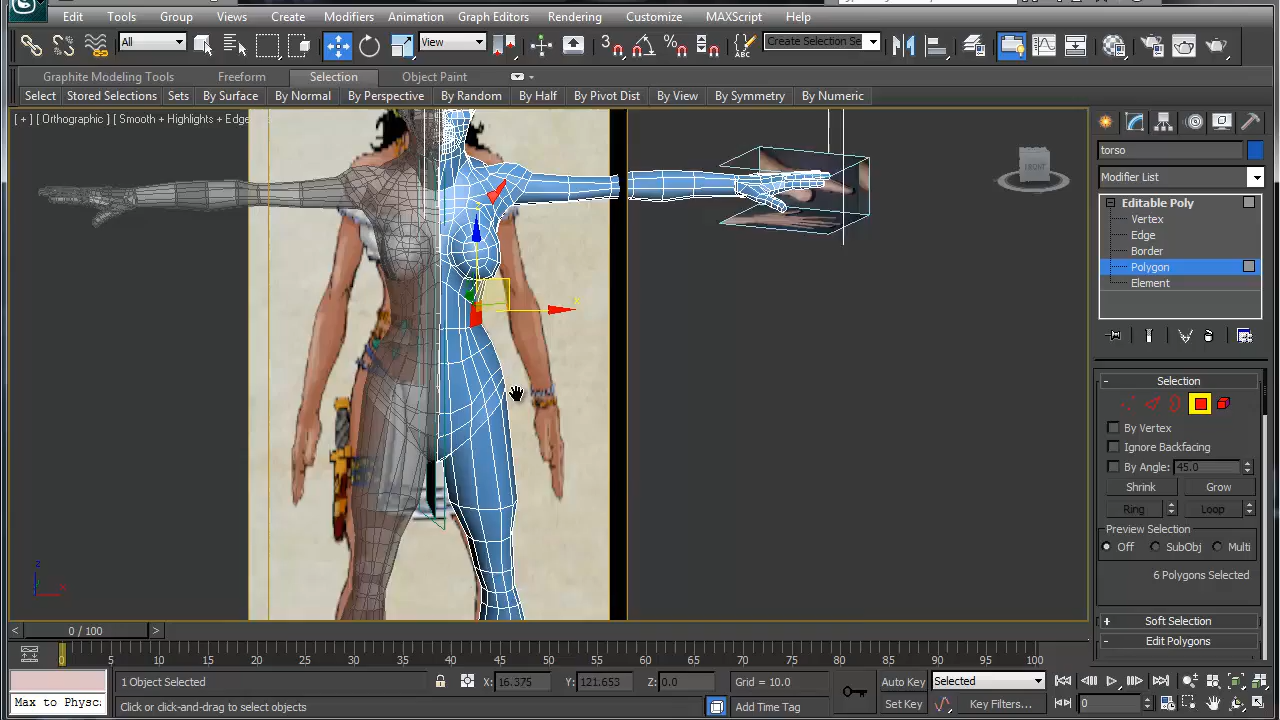 Edit Tools Group Views Create Modifiers Animation Graph Editors Rendering Customize MAXScript Help
All View 3 ABC Create Selection Se
Graphite Modeling Tools Freeform Selection Object Paint
Select Stored Selections Sets By Surface By Normal By Perspective By Random By Half By Pivot Dist By View By Symmetry By Numeric
[ + ] [ Orthographic ] [ Smooth + Highlights + Edge
FRONT
torso
Modifier List
Editable Poly
Vertex
Edge
Border
Polygon
Element
- Selection
By Vertex
Ignore Backfacing
By Angle: 45.0
Shrink Grow
Ring Loop
Preview Selection
Off SubObj Multi
6 Polygons Selected
+ Soft Selection
- Edit Polygons
x
z
x
< 0 / 100 >
0 5 10 15 20 25 30 35 40 45 50 55 60 65 70 75 80 85 90 95 100
1 Object Selected X: 16.375 Y: 121.653 Z: 0.0 Grid = 10.0 Auto Key Selected
Max to Physc Click or click-and-drag to select objects Add Time Tag Set Key Key Filters... 0